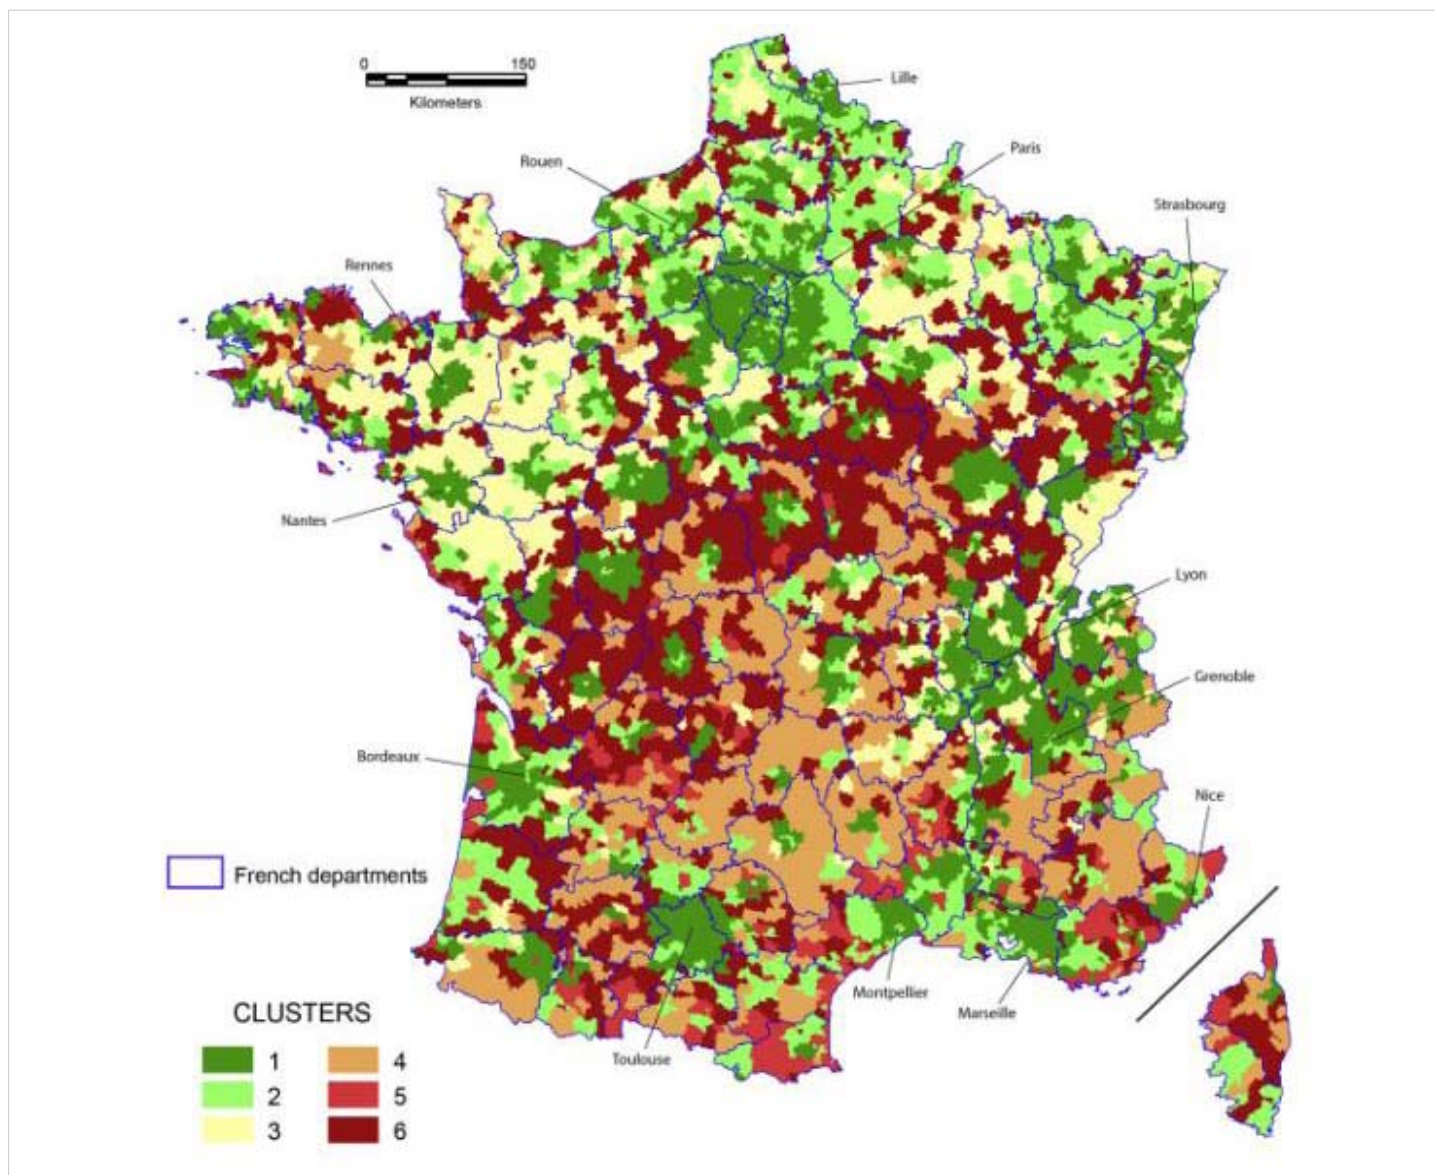 0 150
Kilometers
Lille
Paris
Rouen
Strasbourg
Rennes
Nantes
Lyon
Grenoble
Bordeaux
Nice
French departments
Montpellier
Marseille
Toulouse
CLUSTERS
1 4
2 5
3 6